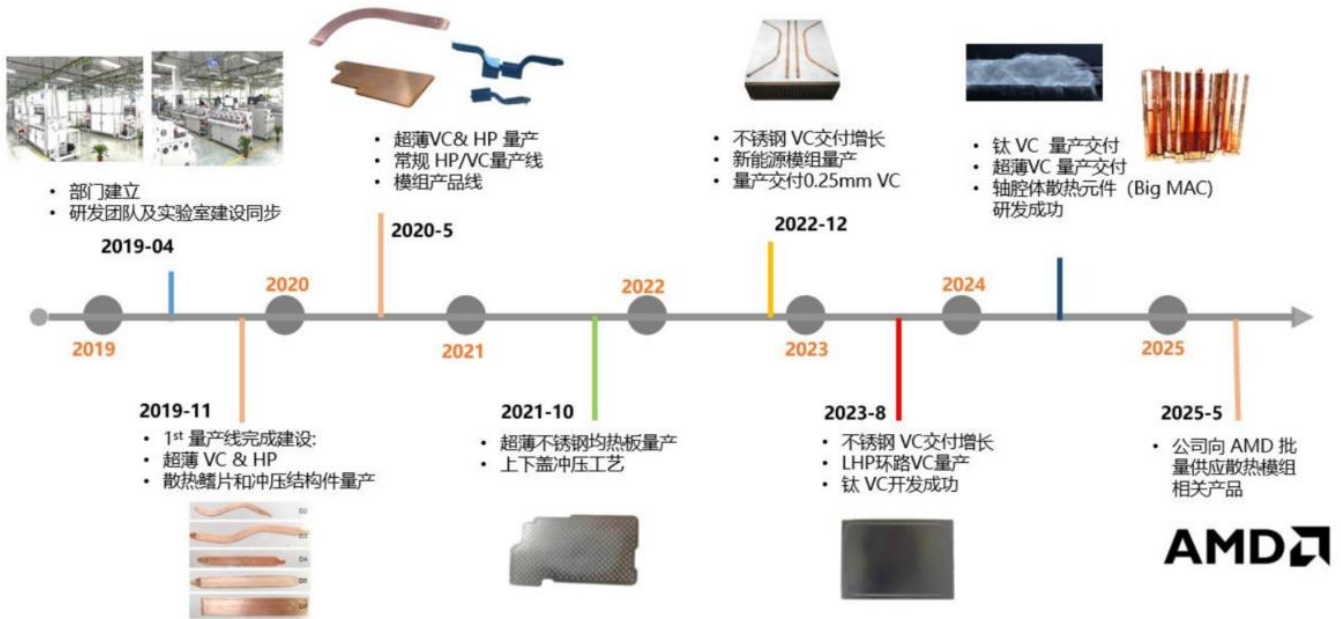 • 部门建立
• 研发团队及实验室建设同步
2019-04
• 超薄VC& HP 量产
• 常规 HP/VC量产线
• 模组产品线
2020-5
• 不锈钢 VC交付增长
• 新能源模组量产
• 量产交付0.25mm VC
2022-12
• 钛 VC 量产交付
• 超薄VC 量产交付
• 轴腔体散热元件 (Big MAC)
研发成功
2020
2022
2024
2019
2021
2023
2025
2019-11
• 1st 量产线完成建设:
• 超薄 VC & HP
• 散热鳍片和冲压结构件量产
D2
D3
D4
2021-10
• 超薄不锈钢均热板量产
• 上下盖冲压工艺
2023-8
• 不锈钢 VC交付增长
• LHP环路VC量产
• 钛 VC开发成功
2025-5
• 公司向 AMD 批
量供应散热模组
相关产品
AMD